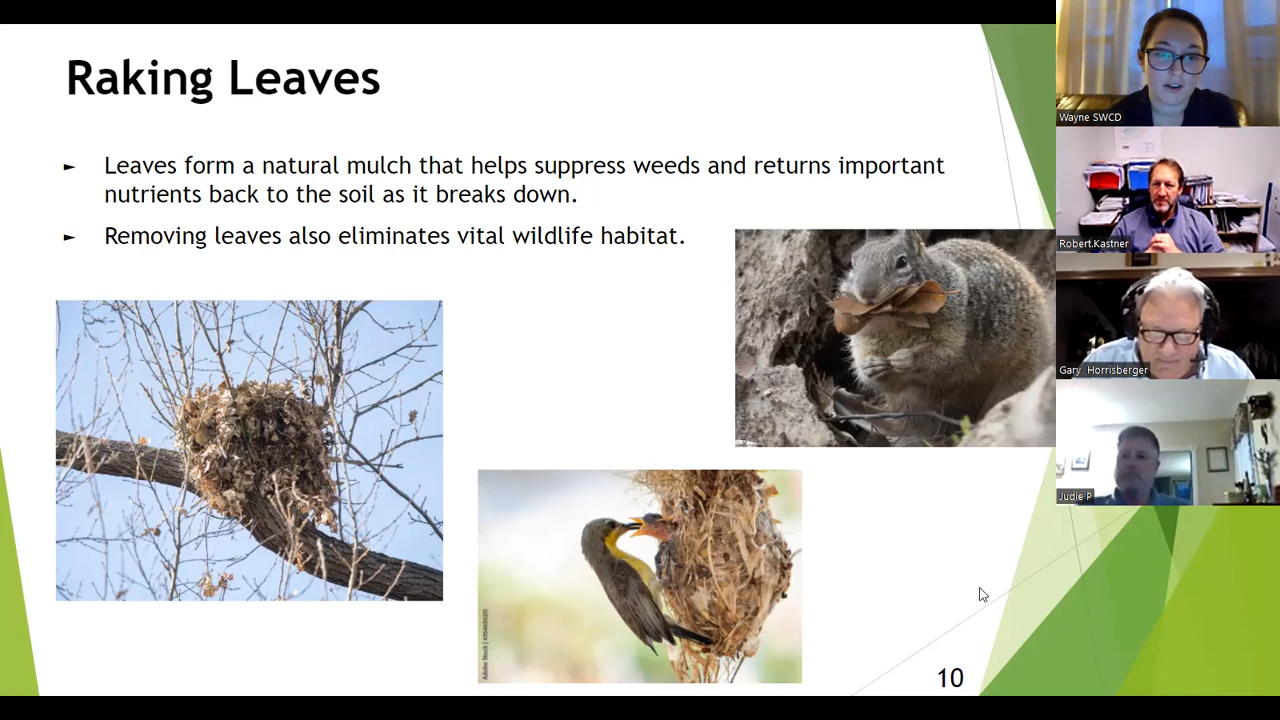 Raking Leaves
► Leaves form a natural mulch that helps suppress weeds and returns important
nutrients back to the soil as it breaks down.
► Removing leaves also eliminates vital wildlife habitat.
10
Wayne SWCD
Robert.Kastner
Gary Horrisberger
Judie P